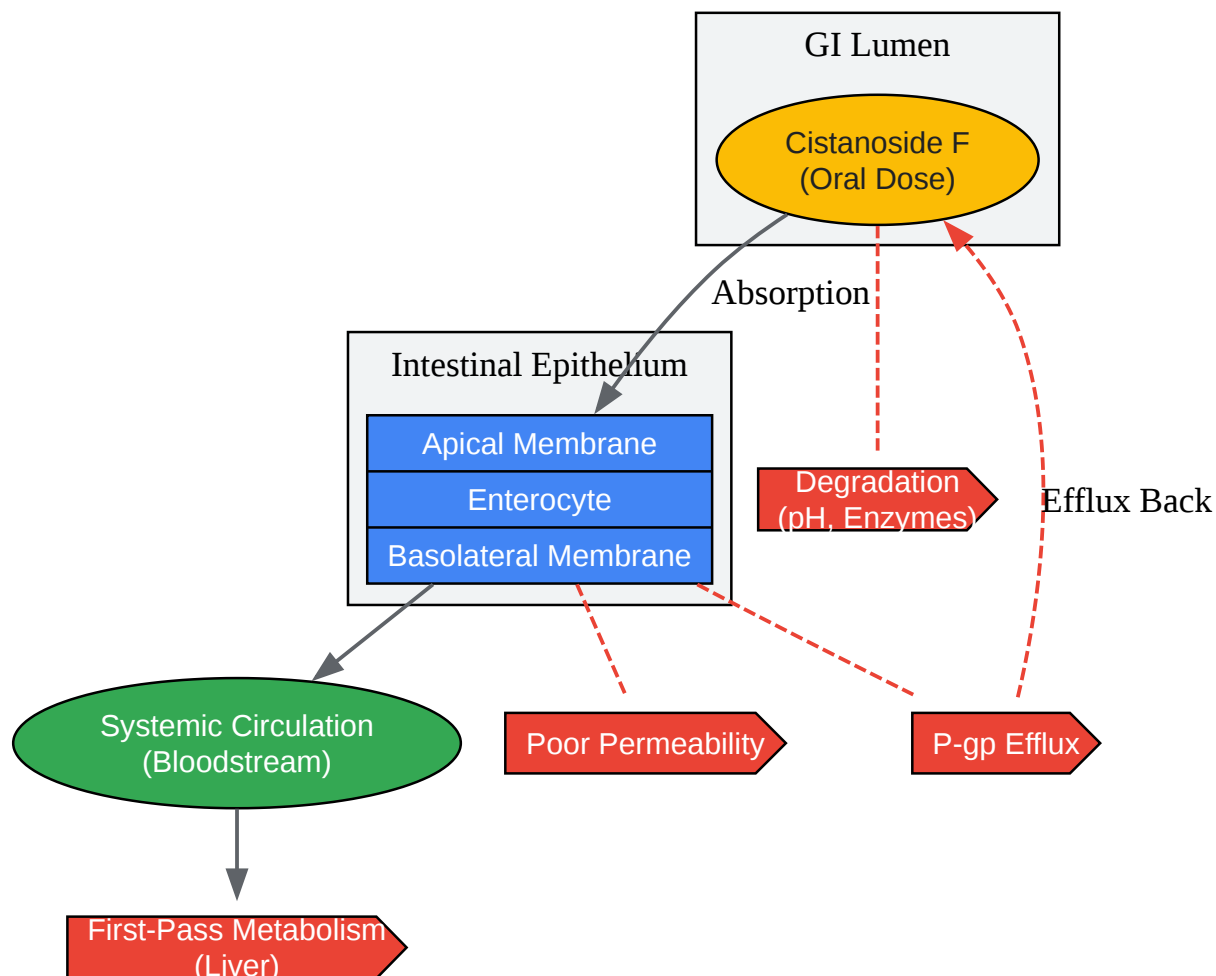 GI Lumen
Cistanoside F
(Oral Dose)
Absorption
Intestinal Epithelium
Apical Membrane
Enterocyte
Basolateral Membrane
Degradation
(pH, Enzymes)
Efflux Back
Systemic Circulation
(Bloodstream)
Poor Permeability
P-gp Efflux
First-Pass Metabolism
(Liver)